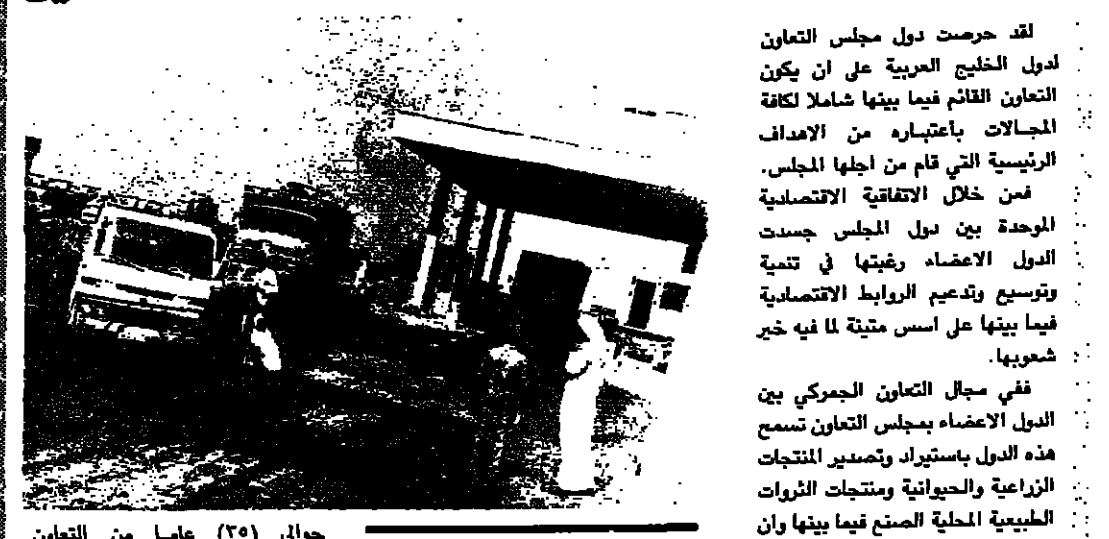 لقد حرصت دول مجلس التعاون
لدول الخليج العربية على ان يكون
التعاون القائم فيما بينها شاملا لكافة
المجالات بأعتباره من الاهداف
الرئيسية التي قام من اجلها المجلس.
فمن خلال الاتفاقية الاقتصادية
الموحدة بين دول المجلس جسدت
الدول الاعضاء رغبتها في تنمية
وتوسيع وتدعيم الروابط الاقتصادية
فيما بينها على اسس متينة لما فيه خير
شعوبها.
ففي مجال التعاون الجمركي بين
الدول الاعضاء بمجلس التعاون تسمح
هذه الدول باستيراد وتصدير المنتجات
الزراعية والحيوانية ومنتجات الثروات
الطبيعية المحلية الصنع فيما بينها وان
حوالي (٣٥) عاما من التعاون